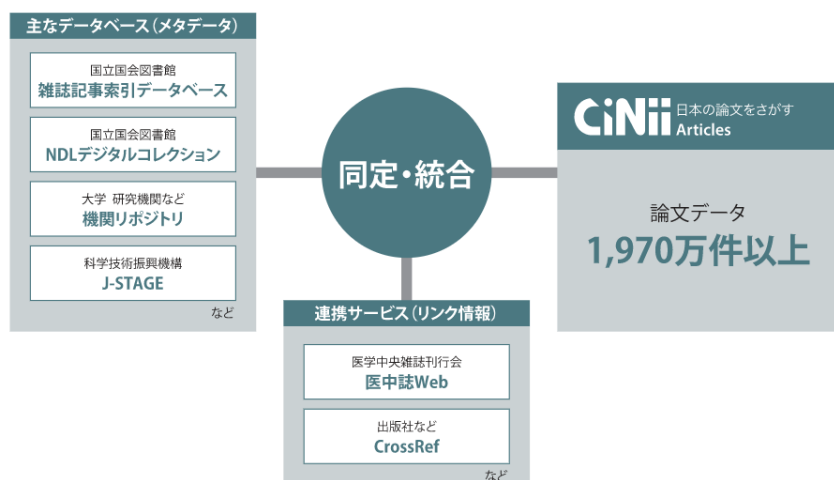 主なデータベース（メタデータ）
国立国会図書館
雑誌記事索引データベース
国立国会図書館
NDLデジタルコレクション
大学 研究機関など
機関リポジトリ
科学技術振興機構
J-STAGE
など
同定・統合
連携サービス（リンク情報）
医学中央雑誌刊行会
医中誌Web
出版社など
CrossRef
など
CiNii 日本の論文をさがす
Articles
論文データ
1,970万件以上